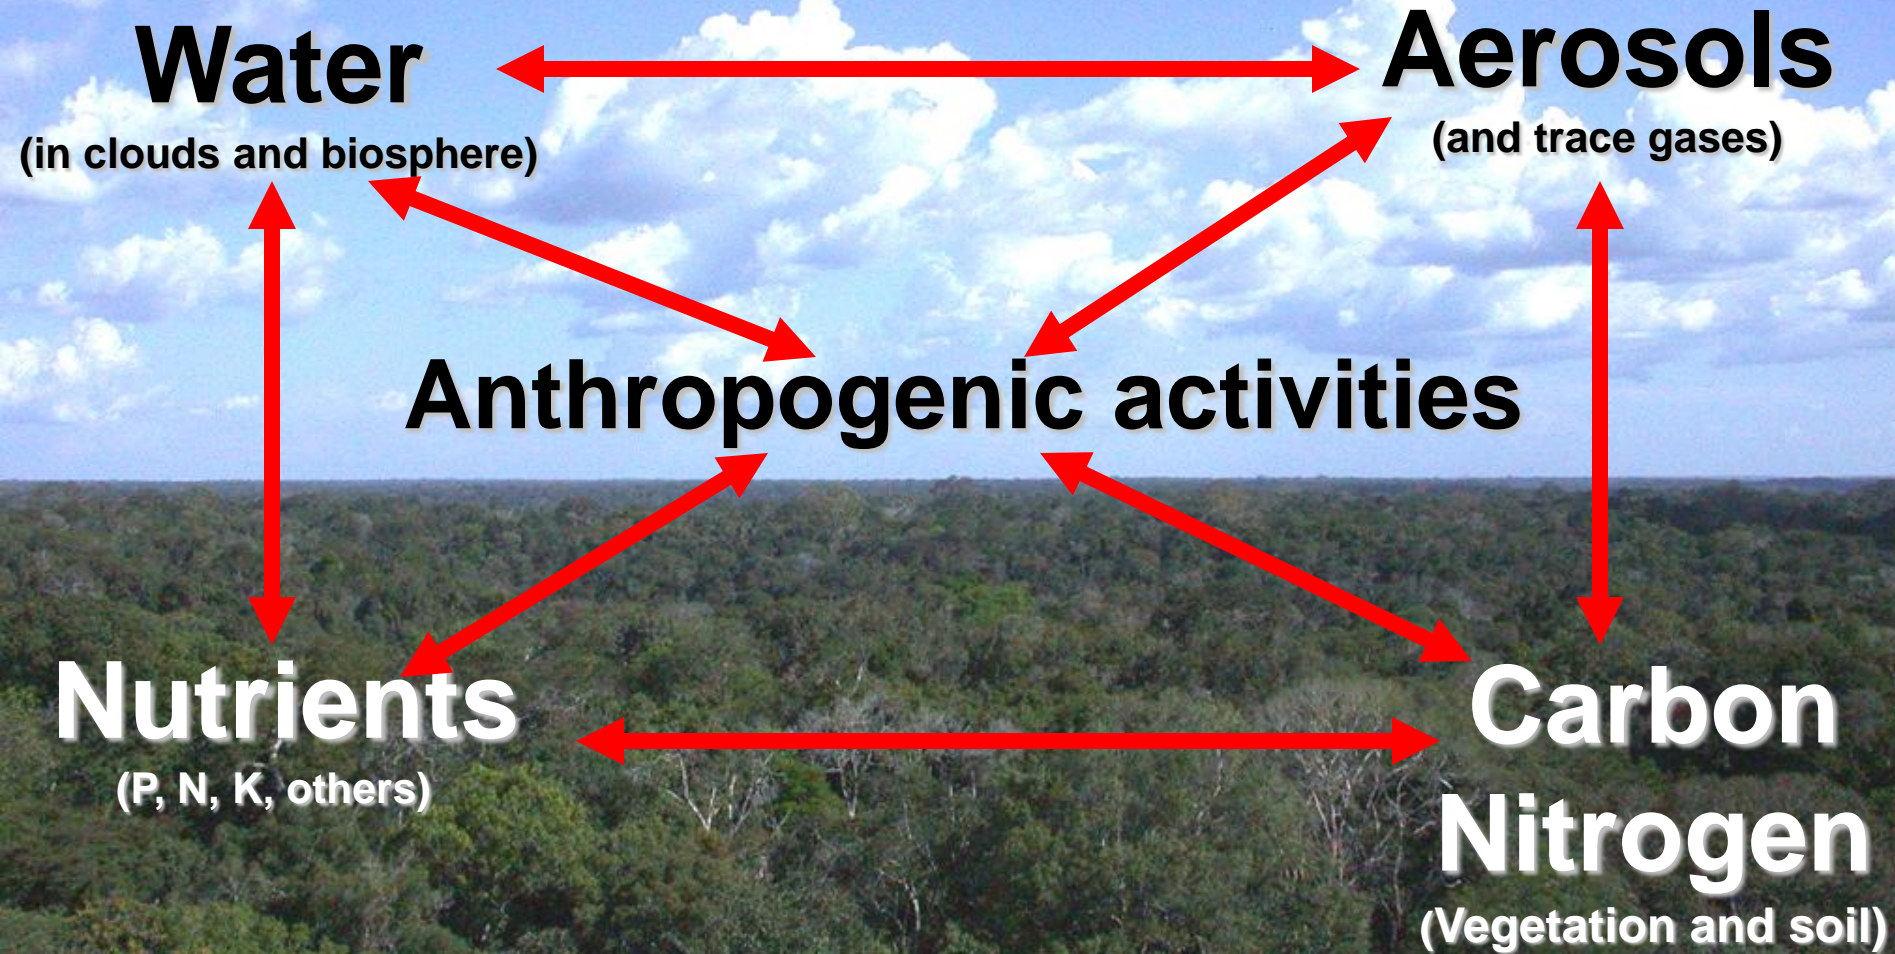 Water
(in clouds and biosphere)
Aerosols
(and trace gases)
Anthropogenic activities
Nutrients
(P, N, K, others)
Carbon
Nitrogen
(Vegetation and soil)